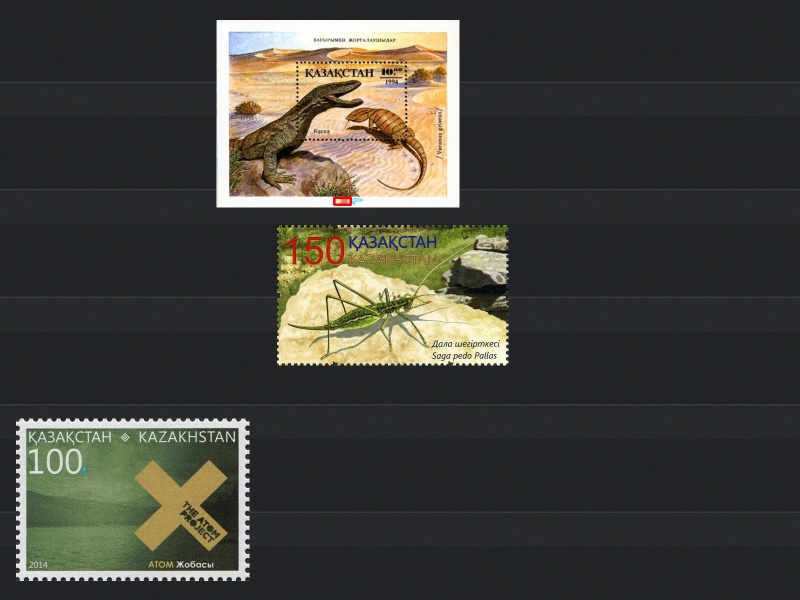 БАУЫРЫМЕН ЖОРҒАЛАУШЫЛАР
ҚАЗАҚСТАН 10.00
1994
Кеска
/ Varanus griseus /
150 ҚАЗАҚСТАН
KAZAKHSTAN
Дала шегірткесі
Saga pedo Pallas
ҚАЗАҚСТАН KAZAKHSTAN
100
THE ATOM
PROJECT
2014
АТОМ Жобасы